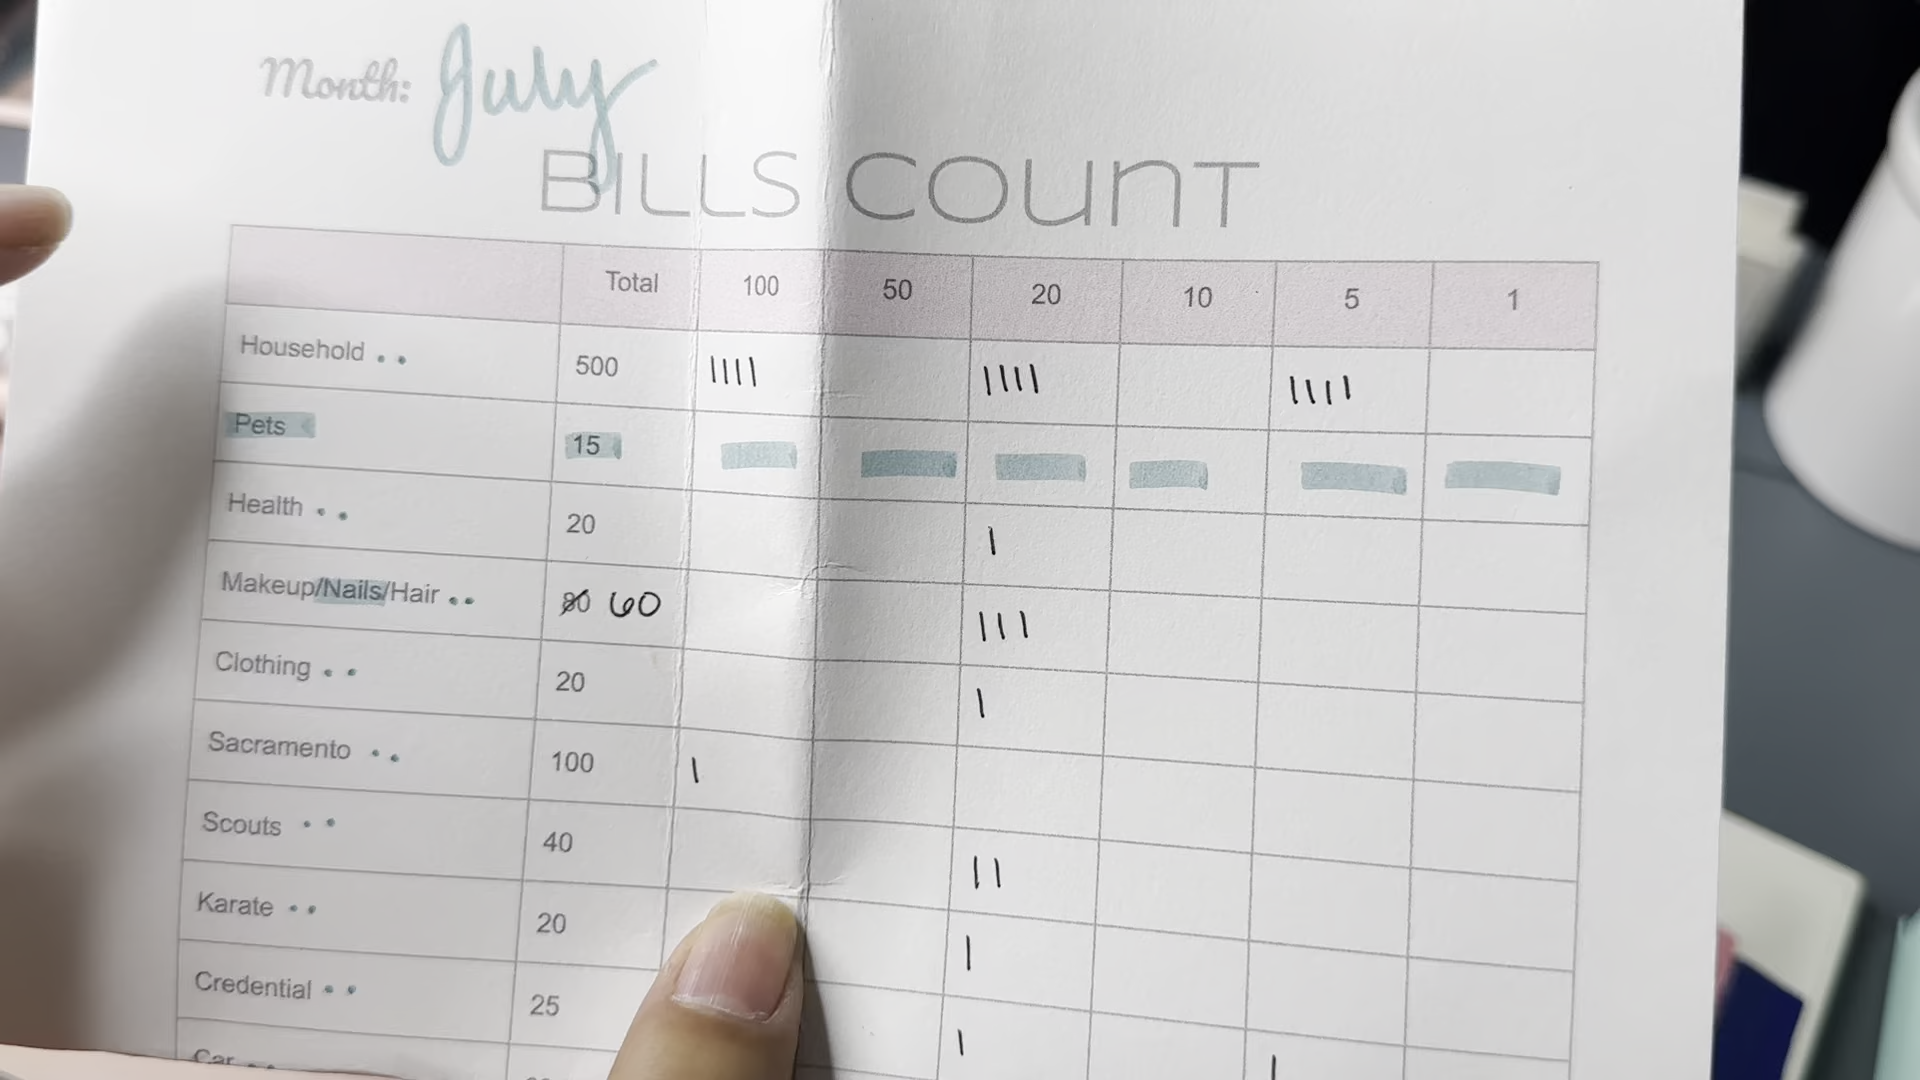 Month: July
BILLS COUNT
Total 100 50 20 10 5 1
Household 500 |||| |||| ||||
Pets 15
Health 20 |
Makeup/Nails/Hair 80 60 |||
Clothing 20 |
Sacramento 100 |
Scouts 40 ||
Karate 20 |
Credential 25 | |
Car